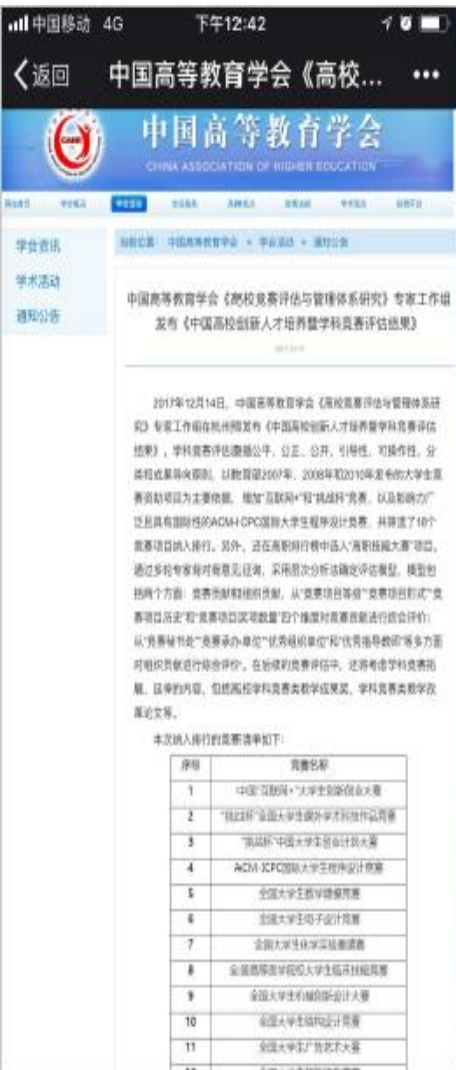 中国移动 4G 下午12:42
返回 中国高等教育学会《高校... •••
中国高等教育学会
CHINA ASSOCIATION OF HIGHER EDUCATION
学会资讯
学术活动
通知公告
当前位置: 中国高等教育学会 » 学会活动 » 通知公告
中国高等教育学会《高校竞赛评估与管理体系研究》专家工作组
发布《中国高校创新人才培养暨学科竞赛评估结果》
2017年12月14日,中国高等教育学会《高校竞赛评估与管理体系研
究》专家工作组在杭州预发布《中国高校创新人才培养暨学科竞赛评估
结果》。学科竞赛评估遵循公平、公正、公开、引导性、可操作性、分
类和成果导向原则,以教育部2007年、2008年和2010年发布的大学生竞
赛资助项目为主要依据,增加"互联网+"和"挑战杯"竞赛,以及影响力广
泛且具有国际性的ACM-ICPC国际大学生程序设计竞赛,共筛选了18个
竞赛项目纳入排行。另外,还在高职排行榜中选入"高职技能大赛"项目。
通过多轮专家背对背意见征询,采用层次分析法确定评估模型,模型包
括两个方面:竞赛贡献和组织贡献,从"竞赛项目等级""竞赛项目形式""竞
赛项目历史"和"竞赛项目奖项数量"四个维度对竞赛贡献进行综合评价;
从"竞赛秘书处""竞赛承办单位""优秀组织单位"和"优秀指导教师"等多方面
对组织贡献进行综合评价。在后续的竞赛评估中,还将考虑学科竞赛拓
展、延伸的内容,包括高校学科竞赛类教学成果奖、学科竞赛类教学改
革论文等。
本次纳入排行的竞赛清单如下:
序号 竞赛名称
1 中国"互联网+"大学生创新创业大赛
2 "挑战杯"全国大学生课外学术科技作品竞赛
3 "挑战杯"中国大学生创业计划大赛
4 ACM-ICPC国际大学生程序设计竞赛
5 全国大学生数学建模竞赛
6 全国大学生电子设计竞赛
7 全国大学生化学实验邀请赛
8 全国高等医学院校大学生临床技能竞赛
9 全国大学生机械创新设计大赛
10 全国大学生结构设计竞赛
11 全国大学生广告艺术大赛